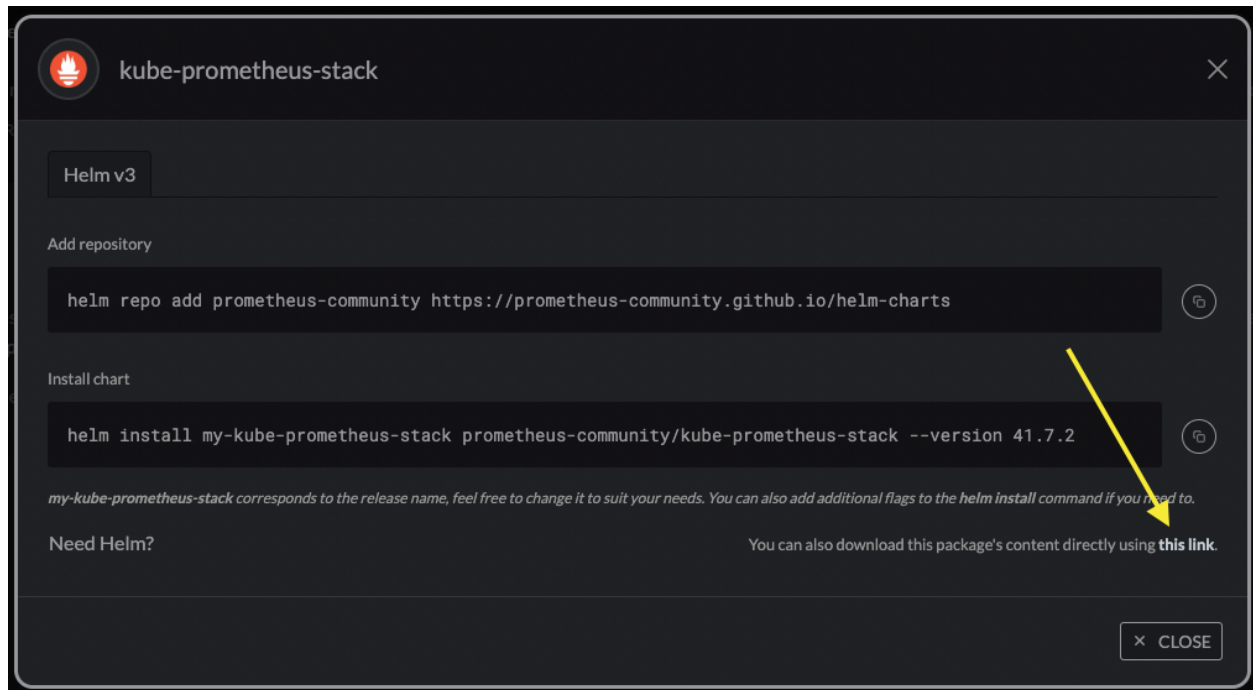 kube-prometheus-stack
Helm v3
Add repository
helm repo add prometheus-community https://prometheus-community.github.io/helm-charts
Install chart
helm install my-kube-prometheus-stack prometheus-community/kube-prometheus-stack --version 41.7.2
my-kube-prometheus-stack corresponds to the release name, feel free to change it to suit your needs. You can also add additional flags to the helm install command if you need to.
Need Helm?
You can also download this package's content directly using this link.
× CLOSE